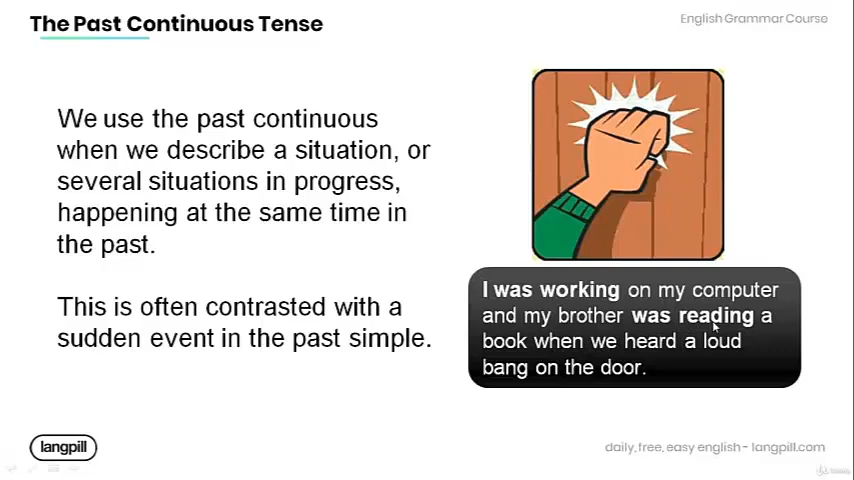 The Past Continuous Tense
English Grammar Course
We use the past continuous
when we describe a situation, or
several situations in progress,
happening at the same time in
the past.
This is often contrasted with a
sudden event in the past simple.
I was working on my computer
and my brother was reading a
book when we heard a loud
bang on the door.
langpill
daily, free, easy english - langpill.com